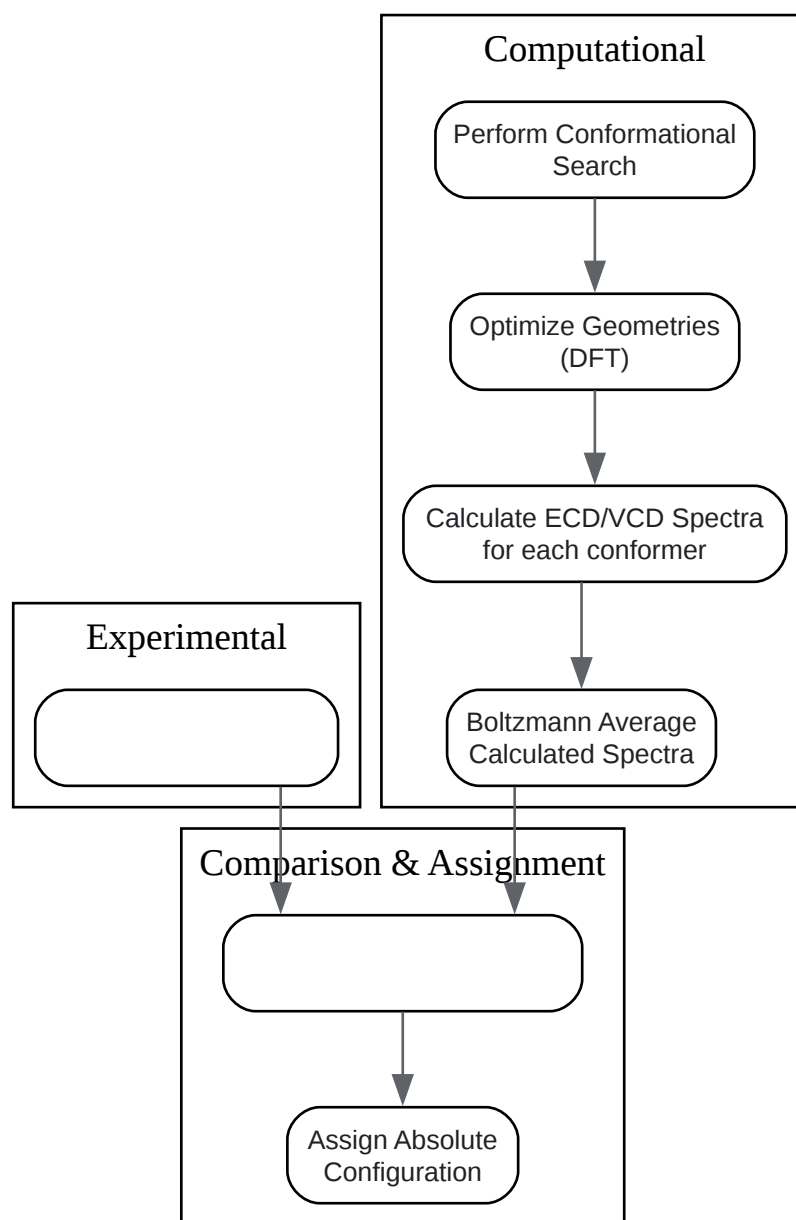 Computational
Perform Conformational
Search
Optimize Geometries
(DFT)
Calculate ECD/VCD Spectra
for each conformer
Experimental
Boltzmann Average
Calculated Spectra
Comparison & Assignment
Assign Absolute
Configuration